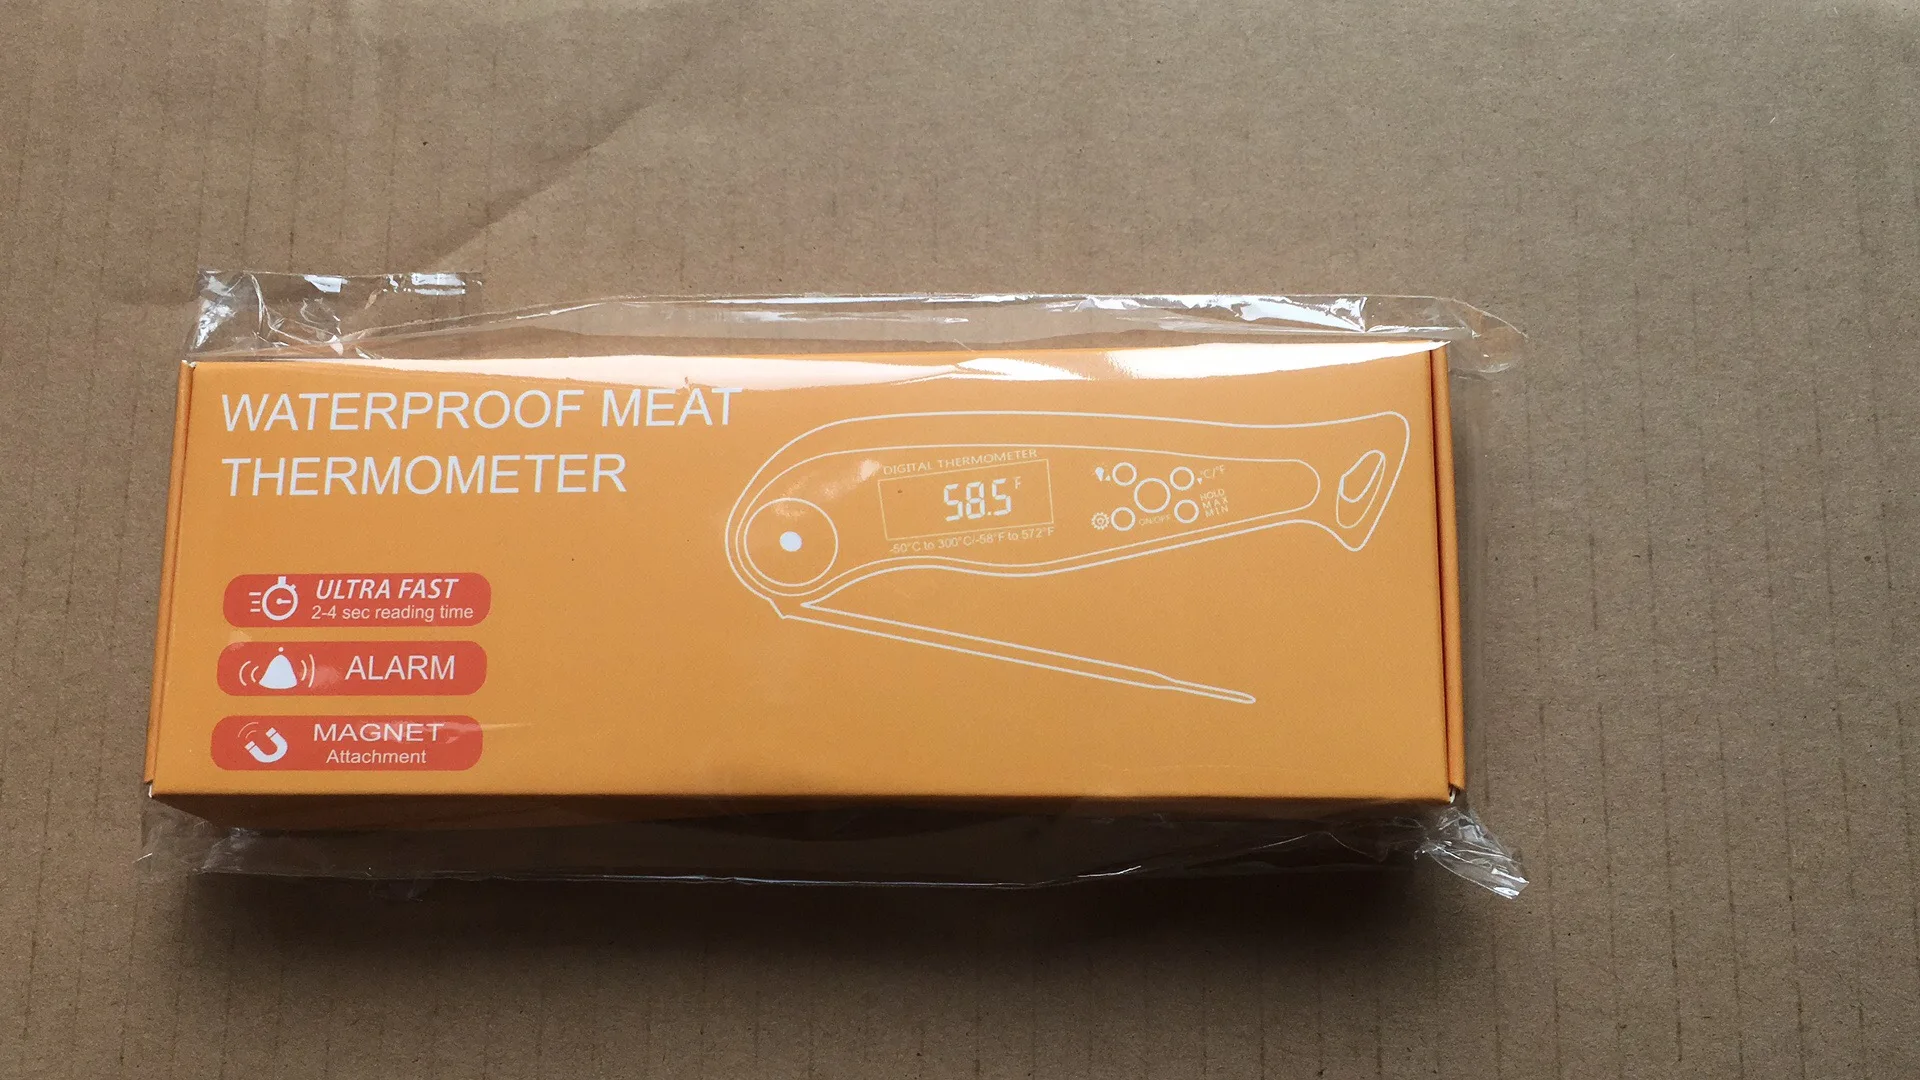 WATERPROOF MEAT
THERMOMETER
DIGITAL THERMOMETER
58.5 F
-50°C to 300°C/-58°F to 572°F
°C/°F
HOLD
MAX
MIN
ON/OFF
ULTRA FAST
2-4 sec reading time
ALARM
MAGNET
Attachment